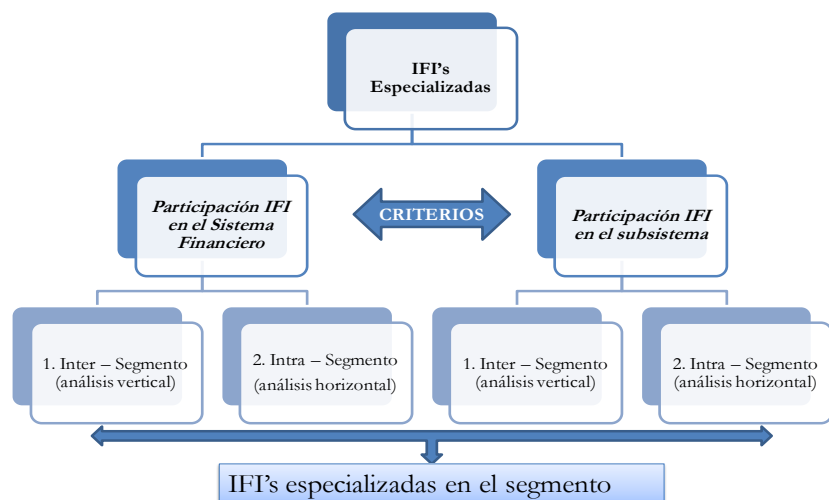 IFI's
Especializadas
Participación IFI
en el Sistema
Financiero
CRITERIOS
Participación IFI
en el subsistema
1. Inter – Segmento
(análisis vertical)
2. Intra – Segmento
(análisis horizontal)
1. Inter – Segmento
(análisis vertical)
2. Intra – Segmento
(análisis horizontal)
IFI's especializadas en el segmento